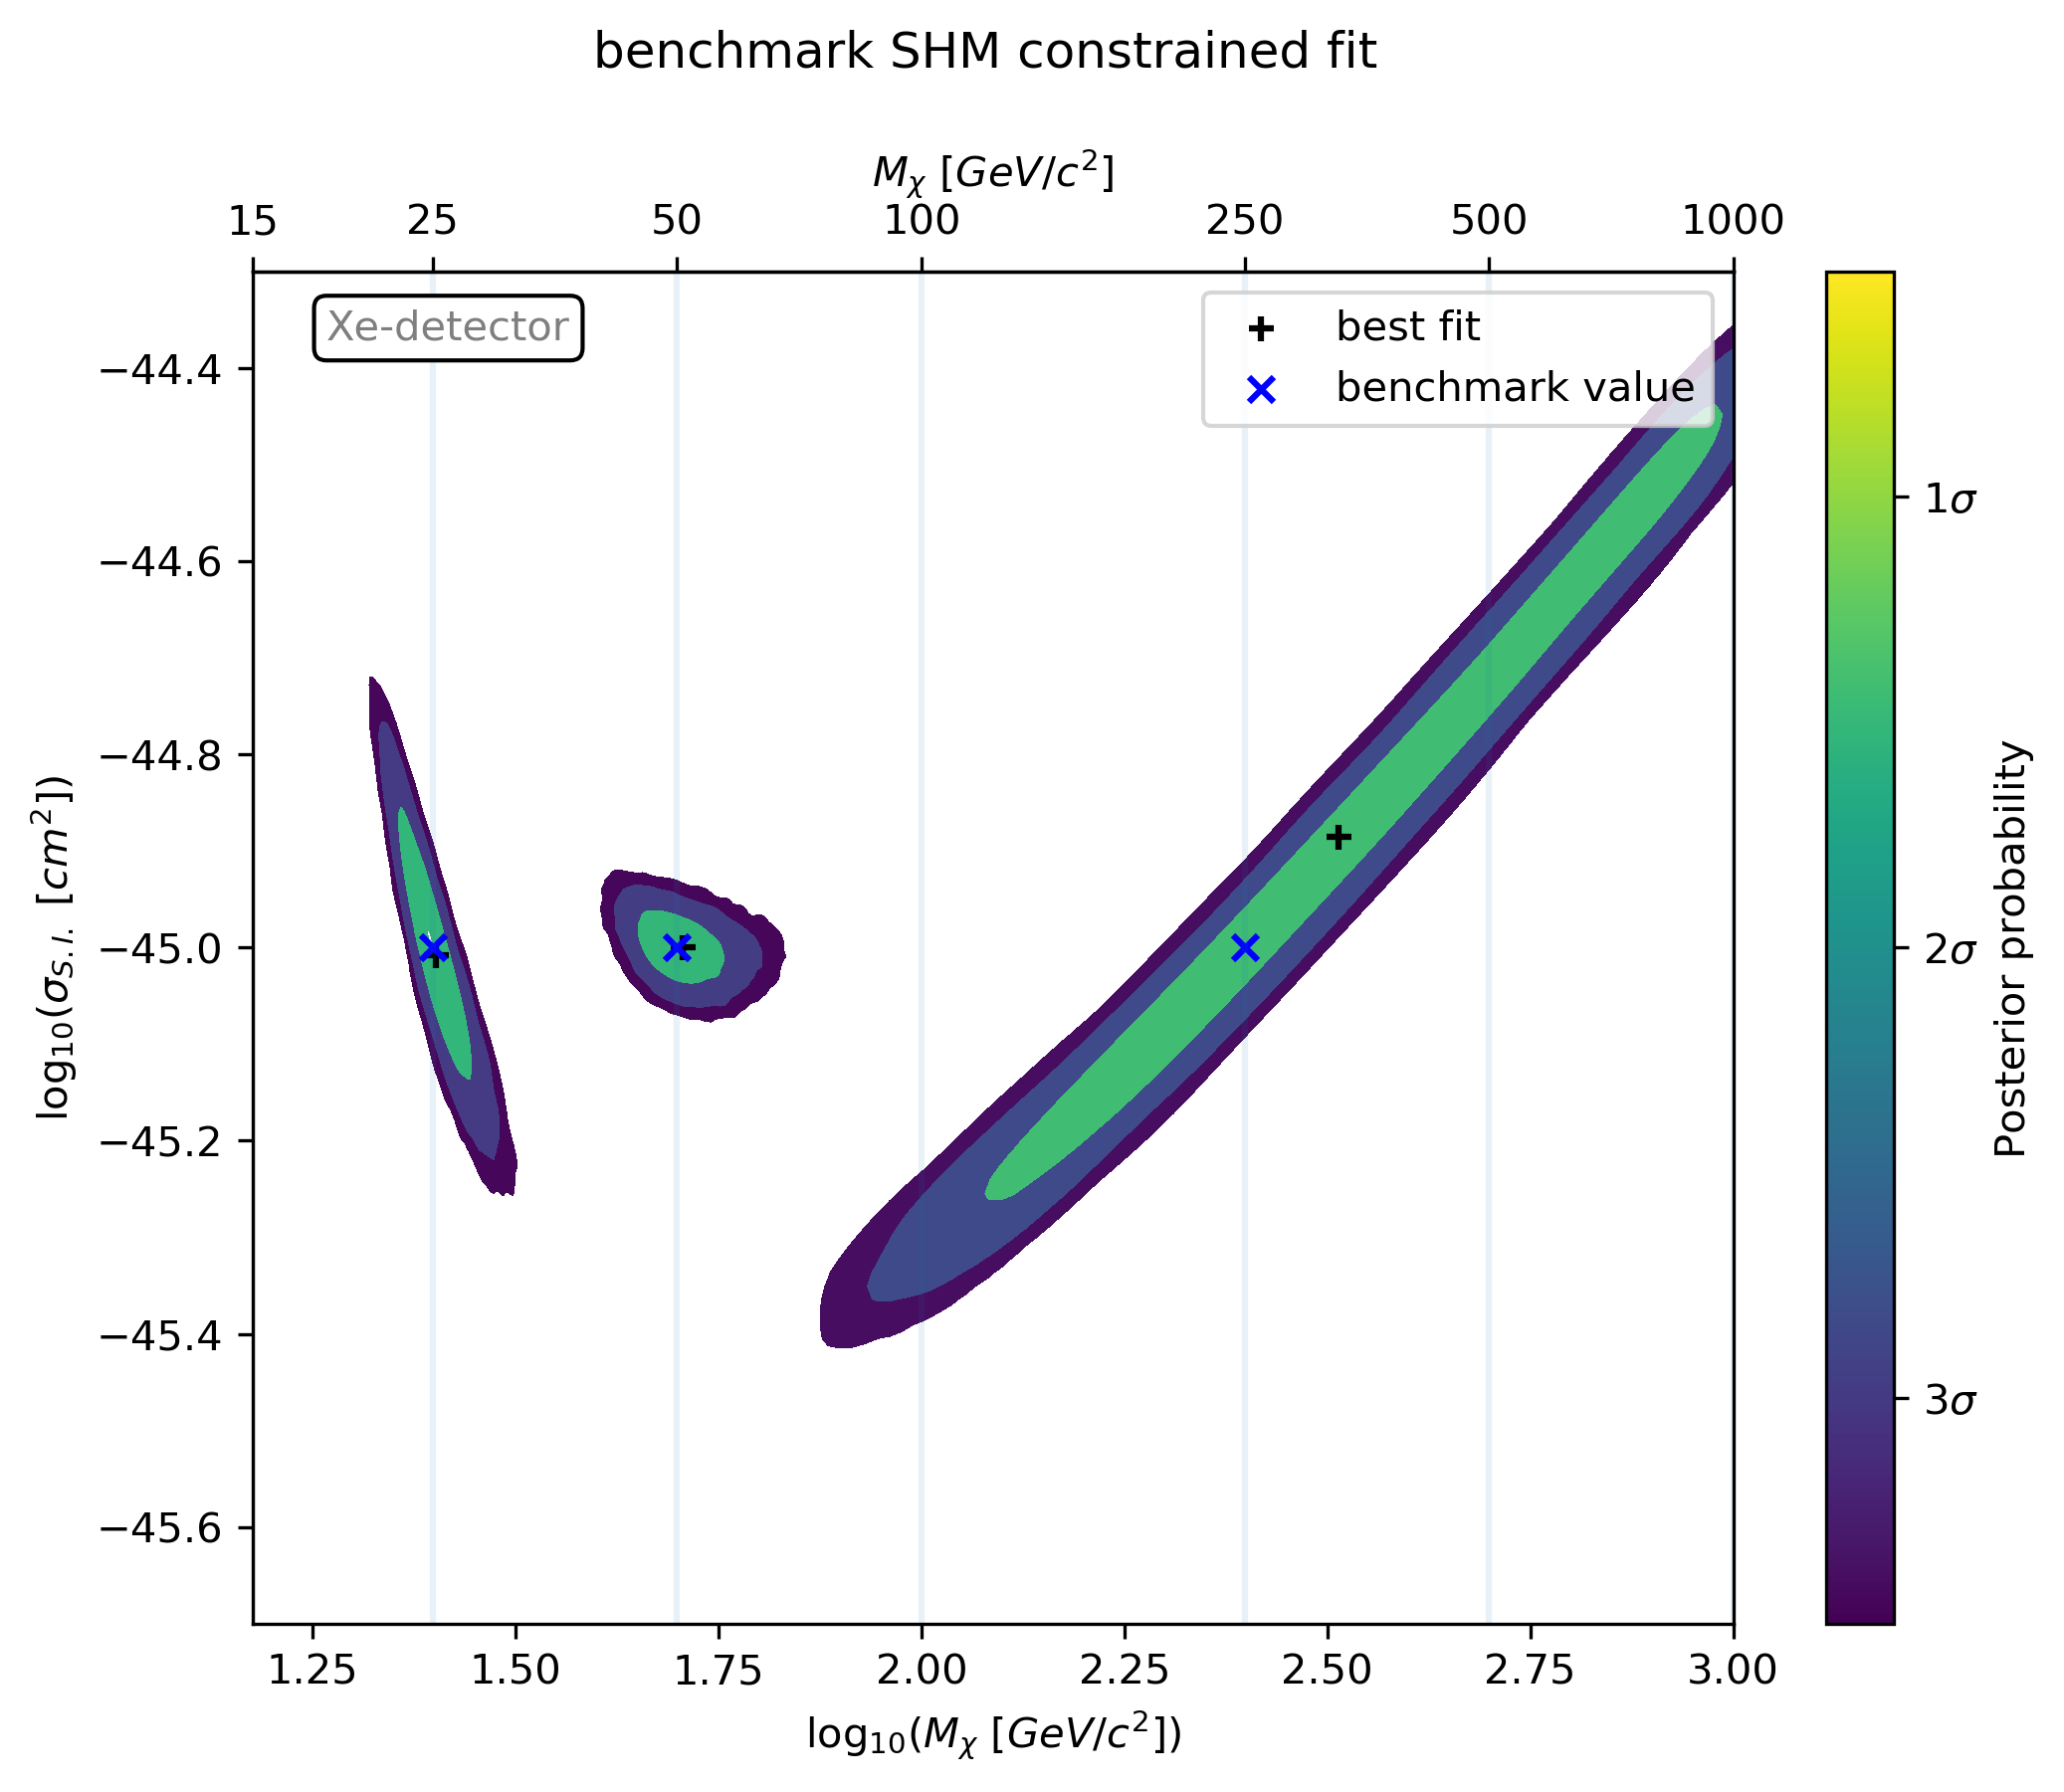 benchmark SHM constrained fit
M_χ [GeV/c²]
15 25 50 100 250 500 1000
Xe-detector
best fit
benchmark value
−44.4
−44.6
−44.8
−45.0
−45.2
−45.4
−45.6
log₁₀(σ_S.I. [cm²])
1.25 1.50 1.75 2.00 2.25 2.50 2.75 3.00
log₁₀(M_χ [GeV/c²])
1σ
2σ
3σ
Posterior probability